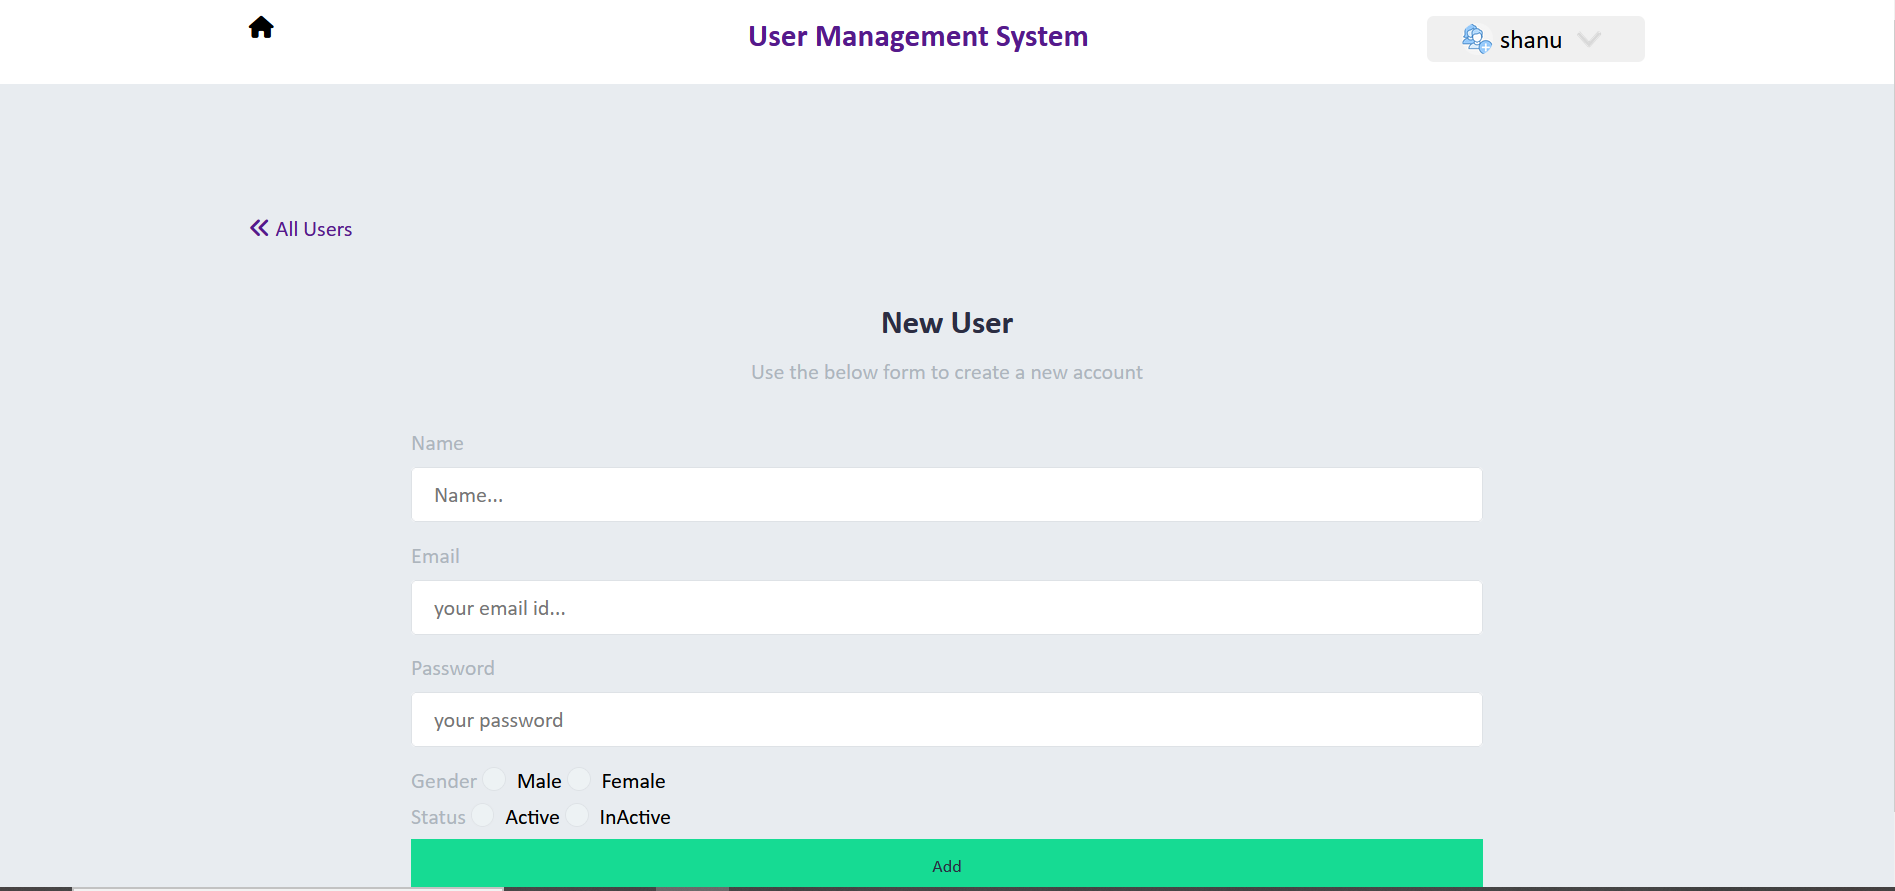 User Management System
shanu
All Users
New User
Use the below form to create a new account
Name
Name...
Email
your email id...
Password
your password
Gender Male Female
Status Active InActive
Add